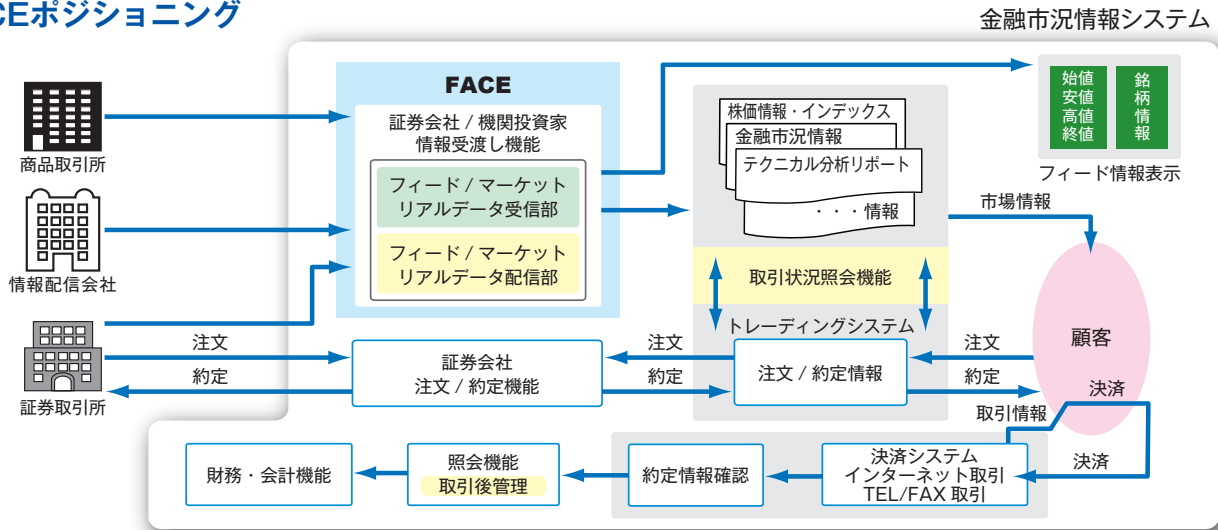 CEポジショニング
金融市況情報システム
商品取引所
情報配信会社
証券取引所
FACE
証券会社 / 機関投資家
情報受渡し機能
フィード / マーケット
リアルデータ受信部
フィード / マーケット
リアルデータ配信部
株価情報・インデックス
金融市況情報
テクニカル分析リポート
・・・情報
取引状況照会機能
トレーディングシステム
始値
安値
高値
終値
銘柄情報
フィード情報表示
市場情報
顧客
注文
約定
証券会社
注文 / 約定機能
注文
約定
注文 / 約定情報
注文
約定
決済
取引情報
決済
財務・会計機能
照会機能
取引後管理
約定情報確認
決済システム
インターネット取引
TEL/FAX 取引